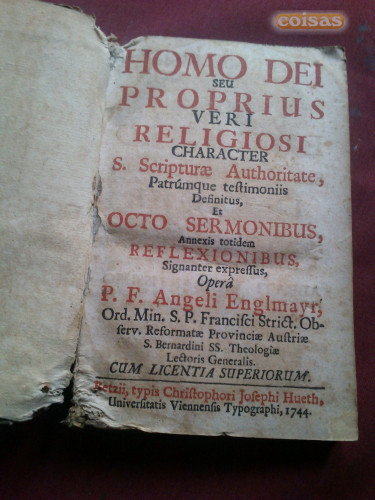 coisas
HOMO DEI
SEU
PROPRIUS
VERI
RELIGIOSI
CHARACTER
S. Scripturæ Authoritate,
Patrúmque testimoniis
Definitus,
Et
OCTO SERMONIBUS,
Annexis totidem
REFLEXIONIBUS,
Signanter expressus,
Operâ
P. F. Angeli Englmayr,
Ord. Min. S. P. Francisci Strict. Ob-
serv. Reformatæ Provinciæ Austriæ
S. Bernardini SS. Theologiæ
Lectoris Generalis.
CUM LICENTIA SUPERIORUM.
Retzii, typis Christophori Josephi Hueth,
Universitatis Viennensis Typographi, 1744.